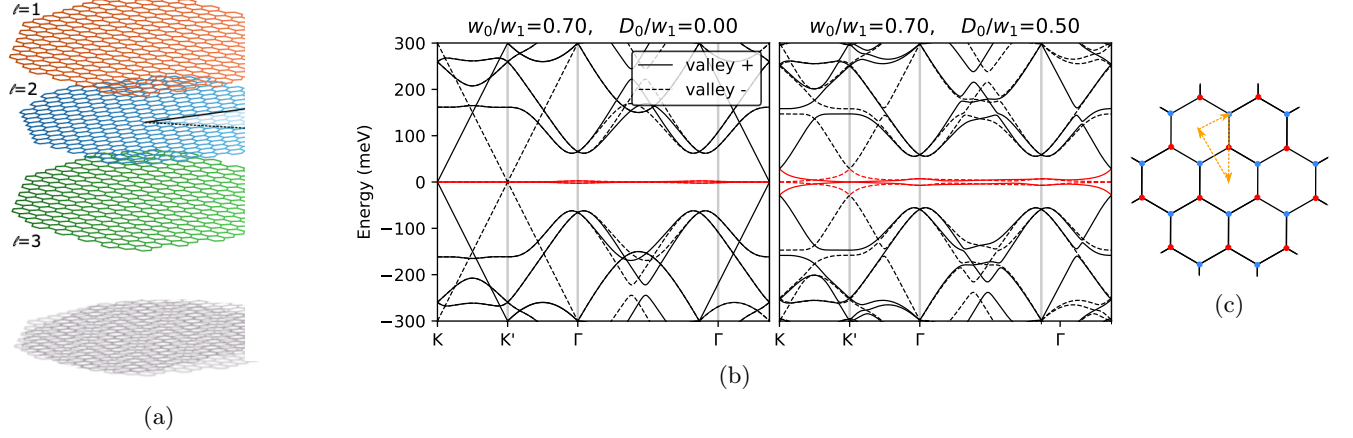 ℓ=1
ℓ=2
ℓ=3
(a)
w₀/w₁=0.70, D₀/w₁=0.00
w₀/w₁=0.70, D₀/w₁=0.50
Energy (meV)
300
200
100
0
−100
−200
−300
valley +
valley -
K K' Γ Γ
K K' Γ Γ
(b)
(c)